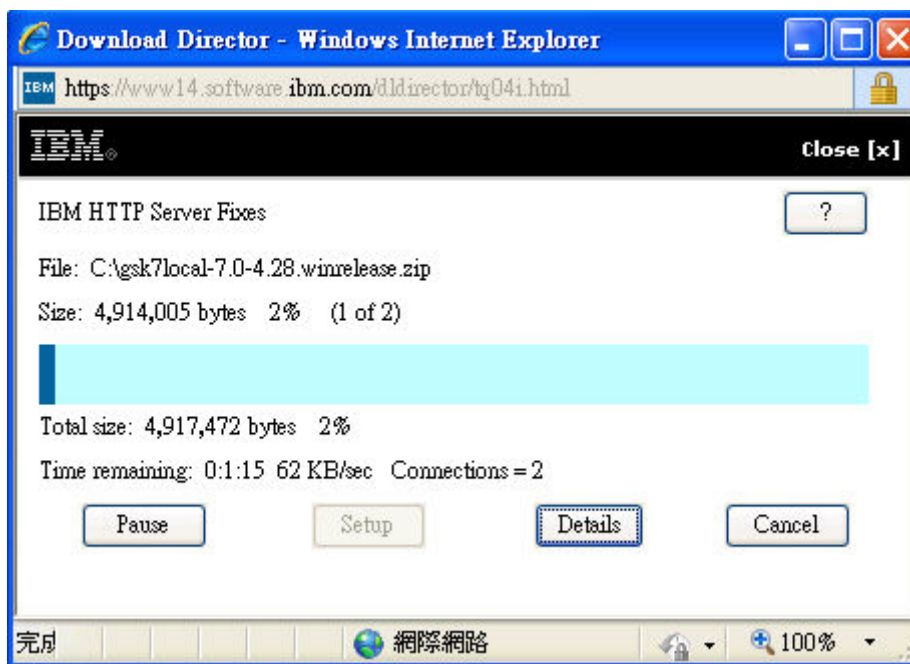 Download Director - Windows Internet Explorer
IBM https://www14.software.ibm.com/dldirector/tq04i.html
IBM® Close [x]
IBM HTTP Server Fixes ?
File: C:\gsk7local-7.0-4.28.winrelease.zip
Size: 4,914,005 bytes 2% (1 of 2)
Total size: 4,917,472 bytes 2%
Time remaining: 0:1:15 62 KB/sec Connections = 2
Pause Setup Details Cancel
完成 網際網路 100%